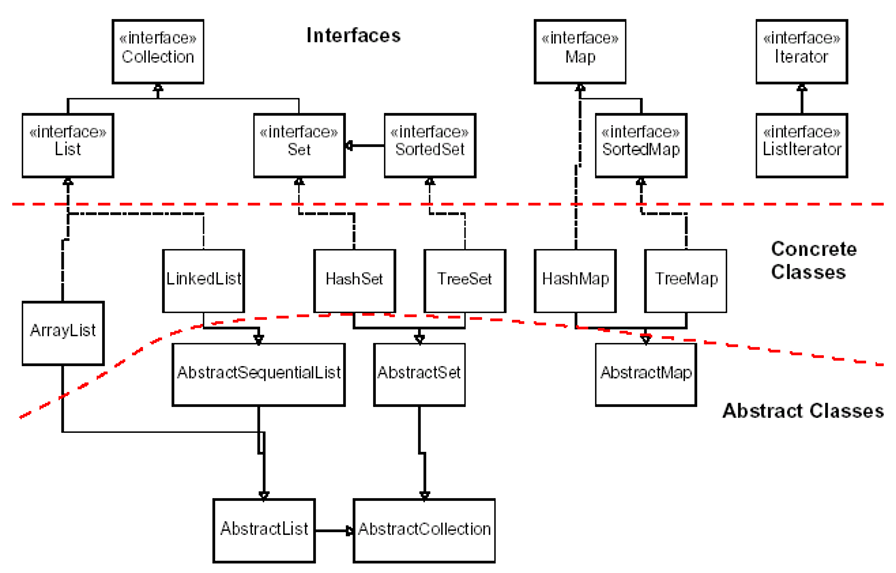 Interfaces
«interface»
Collection
«interface»
Map
«interface»
Iterator
«interface»
List
«interface»
Set
«interface»
SortedSet
«interface»
SortedMap
«interface»
ListIterator
Concrete
Classes
LinkedList
HashSet
TreeSet
HashMap
TreeMap
ArrayList
AbstractSequentialList
AbstractSet
AbstractMap
Abstract Classes
AbstractList
AbstractCollection